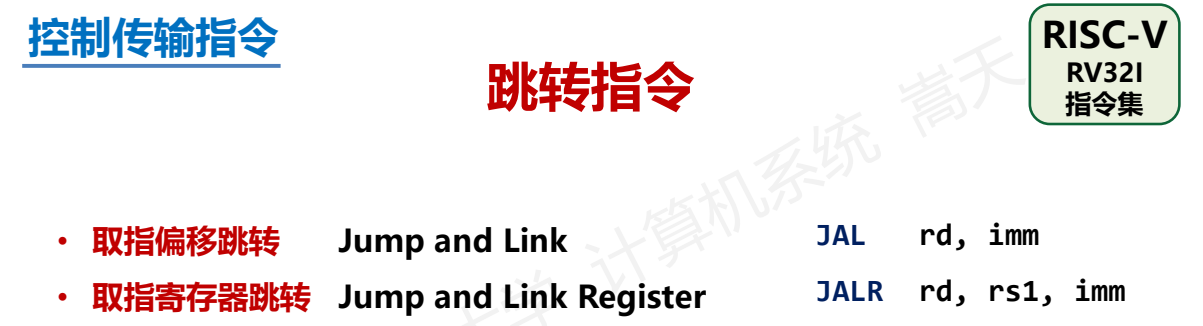 控制传输指令
跳转指令
RISC-V
RV32I
指令集
• 取指偏移跳转 Jump and Link JAL rd, imm
• 取指寄存器跳转 Jump and Link Register JALR rd, rs1, imm
计算机系统 嵩天